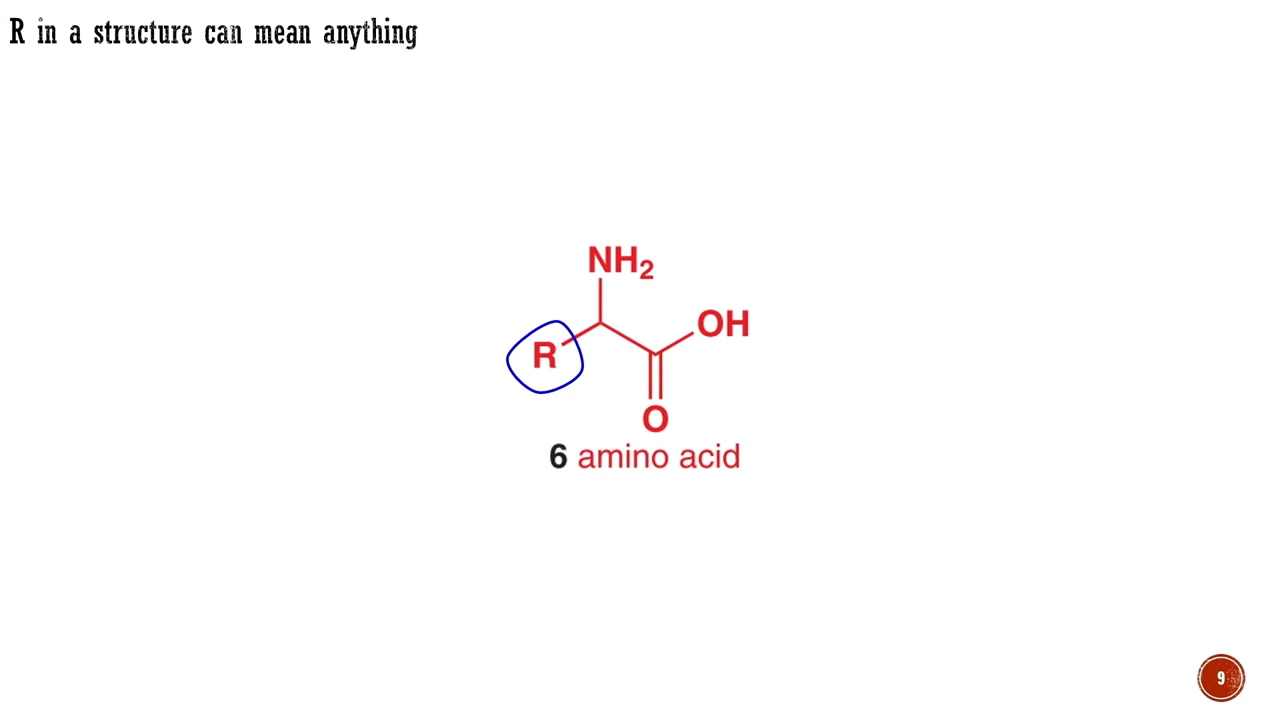 R in a structure can mean anything
NH₂
OH
R
O
6 amino acid
9